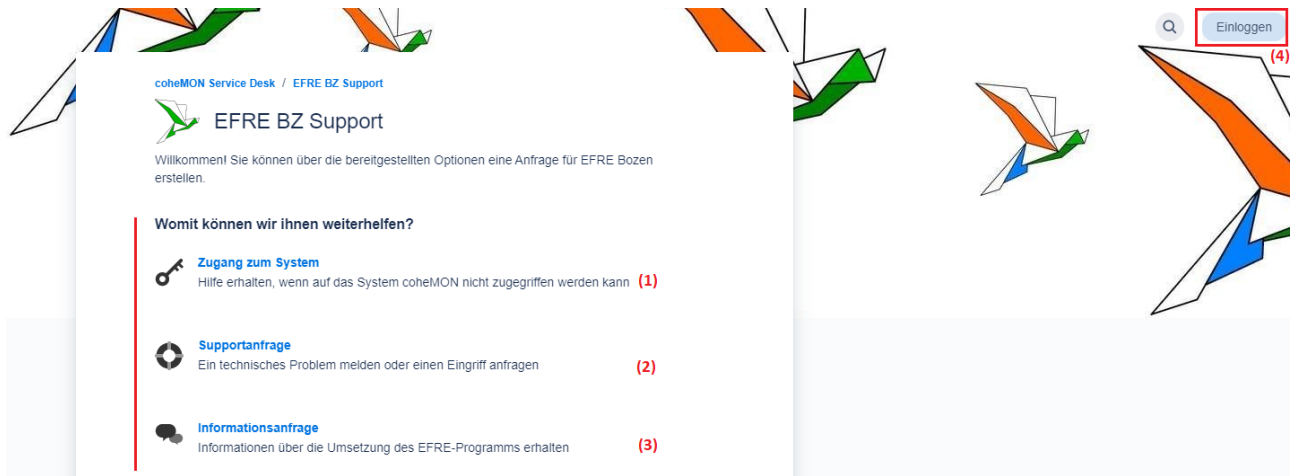 Einloggen
(4)
coheMON Service Desk / EFRE BZ Support
EFRE BZ Support
Willkommen! Sie können über die bereitgestellten Optionen eine Anfrage für EFRE Bozen
erstellen.
Womit können wir ihnen weiterhelfen?
Zugang zum System
Hilfe erhalten, wenn auf das System coheMON nicht zugegriffen werden kann (1)
Supportanfrage
Ein technisches Problem melden oder einen Eingriff anfragen (2)
Informationsanfrage
Informationen über die Umsetzung des EFRE-Programms erhalten (3)